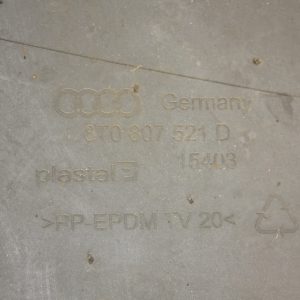 Germany
8T0 807 521 D
15403
plastal
>PP-EPDM TV 20<